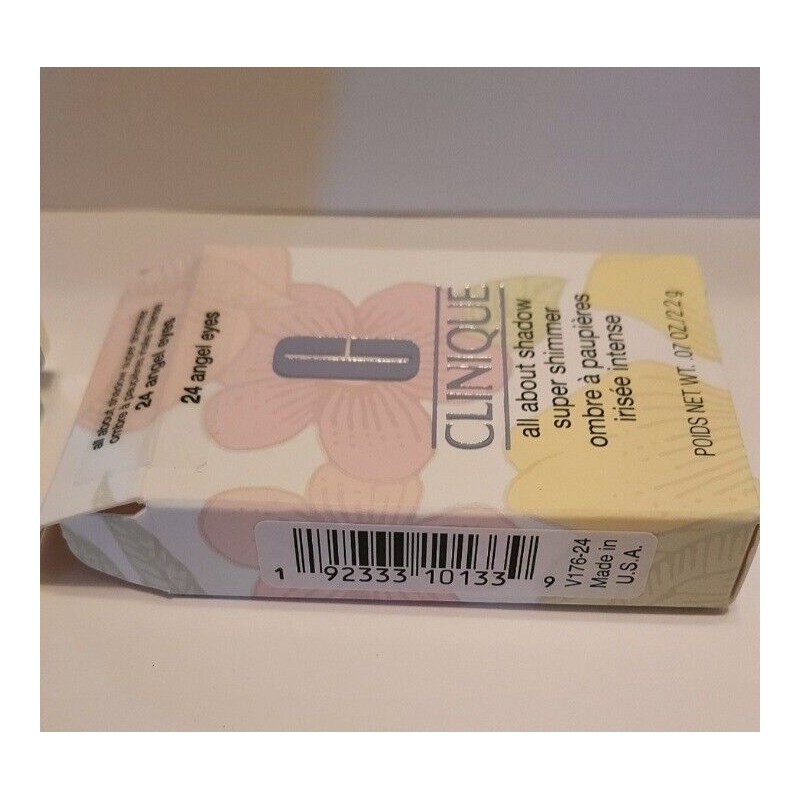 all about shadow super shimmer
ombre à paupières irisée intense
24 angel eyes
24 angel eyes
CLINIQUE
all about shadow
super shimmer
ombre à paupières
irisée intense
POIDS NET WT. .07 OZ/2.2 g
1 92333 10133 9
V176-24
Made in
U.S.A.